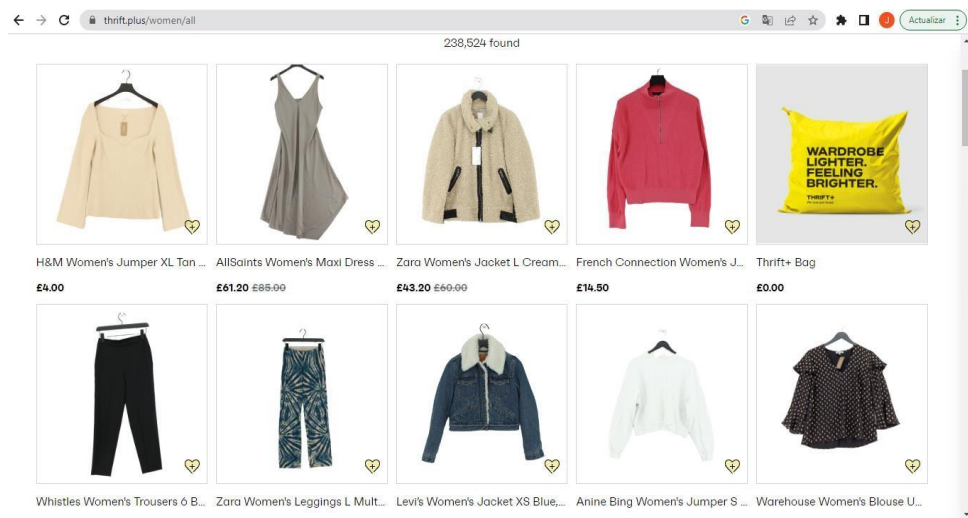 thrift.plus/women/all
Actualizar
238,524 found
WARDROBE
LIGHTER.
FEELING
BRIGHTER.
THRIFT+
H&M Women's Jumper XL Tan ...
AllSaints Women's Maxi Dress ...
Zara Women's Jacket L Cream...
French Connection Women's J...
Thrift+ Bag
£4.00
£61.20 £85.00
£43.20 £60.00
£14.50
£0.00
Whistles Women's Trousers 6 B...
Zara Women's Leggings L Mult...
Levi's Women's Jacket XS Blue,...
Anine Bing Women's Jumper S ...
Warehouse Women's Blouse U...